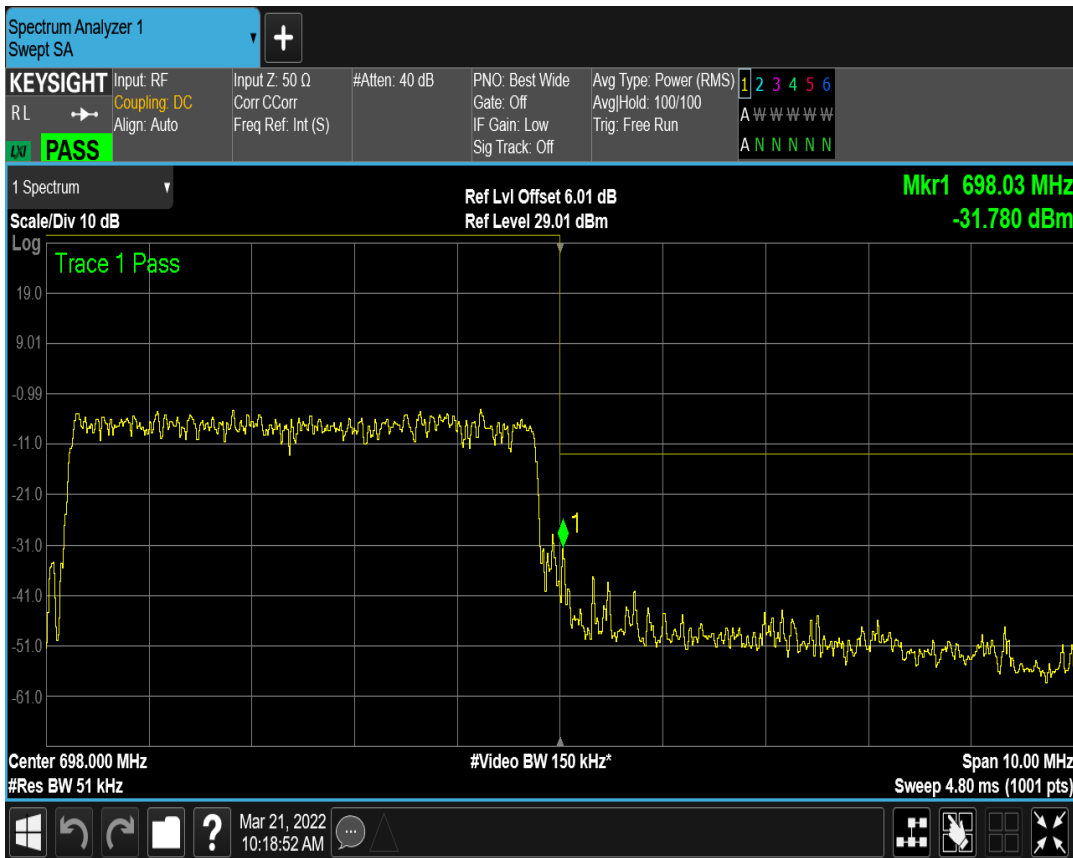 Spectrum Analyzer 1
Swept SA
+
KEYSIGHT
R L
LXI PASS
Input: RF
Coupling: DC
Align: Auto
Input Z: 50 Ω
Corr CCorr
Freq Ref: Int (S)
#Atten: 40 dB
PNO: Best Wide
Gate: Off
IF Gain: Low
Sig Track: Off
Avg Type: Power (RMS)
Avg|Hold: 100/100
Trig: Free Run
1 2 3 4 5 6
A W W W W W
A N N N N N
1 Spectrum
Scale/Div 10 dB
Ref Lvl Offset 6.01 dB
Ref Level 29.01 dBm
Mkr1 698.03 MHz
-31.780 dBm
Log
Trace 1 Pass
19.0
9.01
-0.99
-11.0
-21.0
1
-31.0
-41.0
-51.0
-61.0
Center 698.000 MHz
#Res BW 51 kHz
#Video BW 150 kHz*
Span 10.00 MHz
Sweep 4.80 ms (1001 pts)
?
Mar 21, 2022
10:18:52 AM